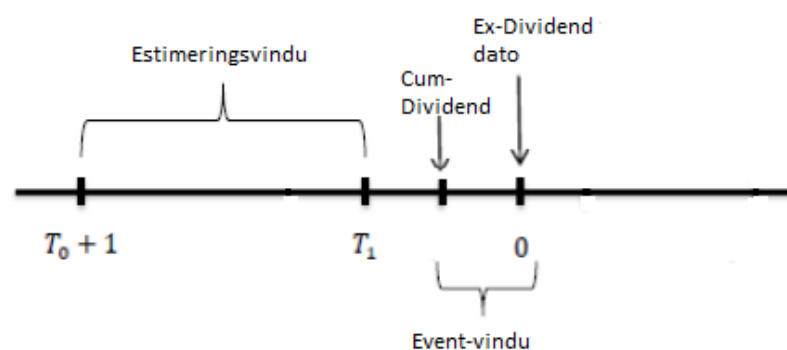 Ex-Dividend
dato
Estimeringsvindu
Cum-
Dividend
T₀ + 1
T₁
0
Event-vindu